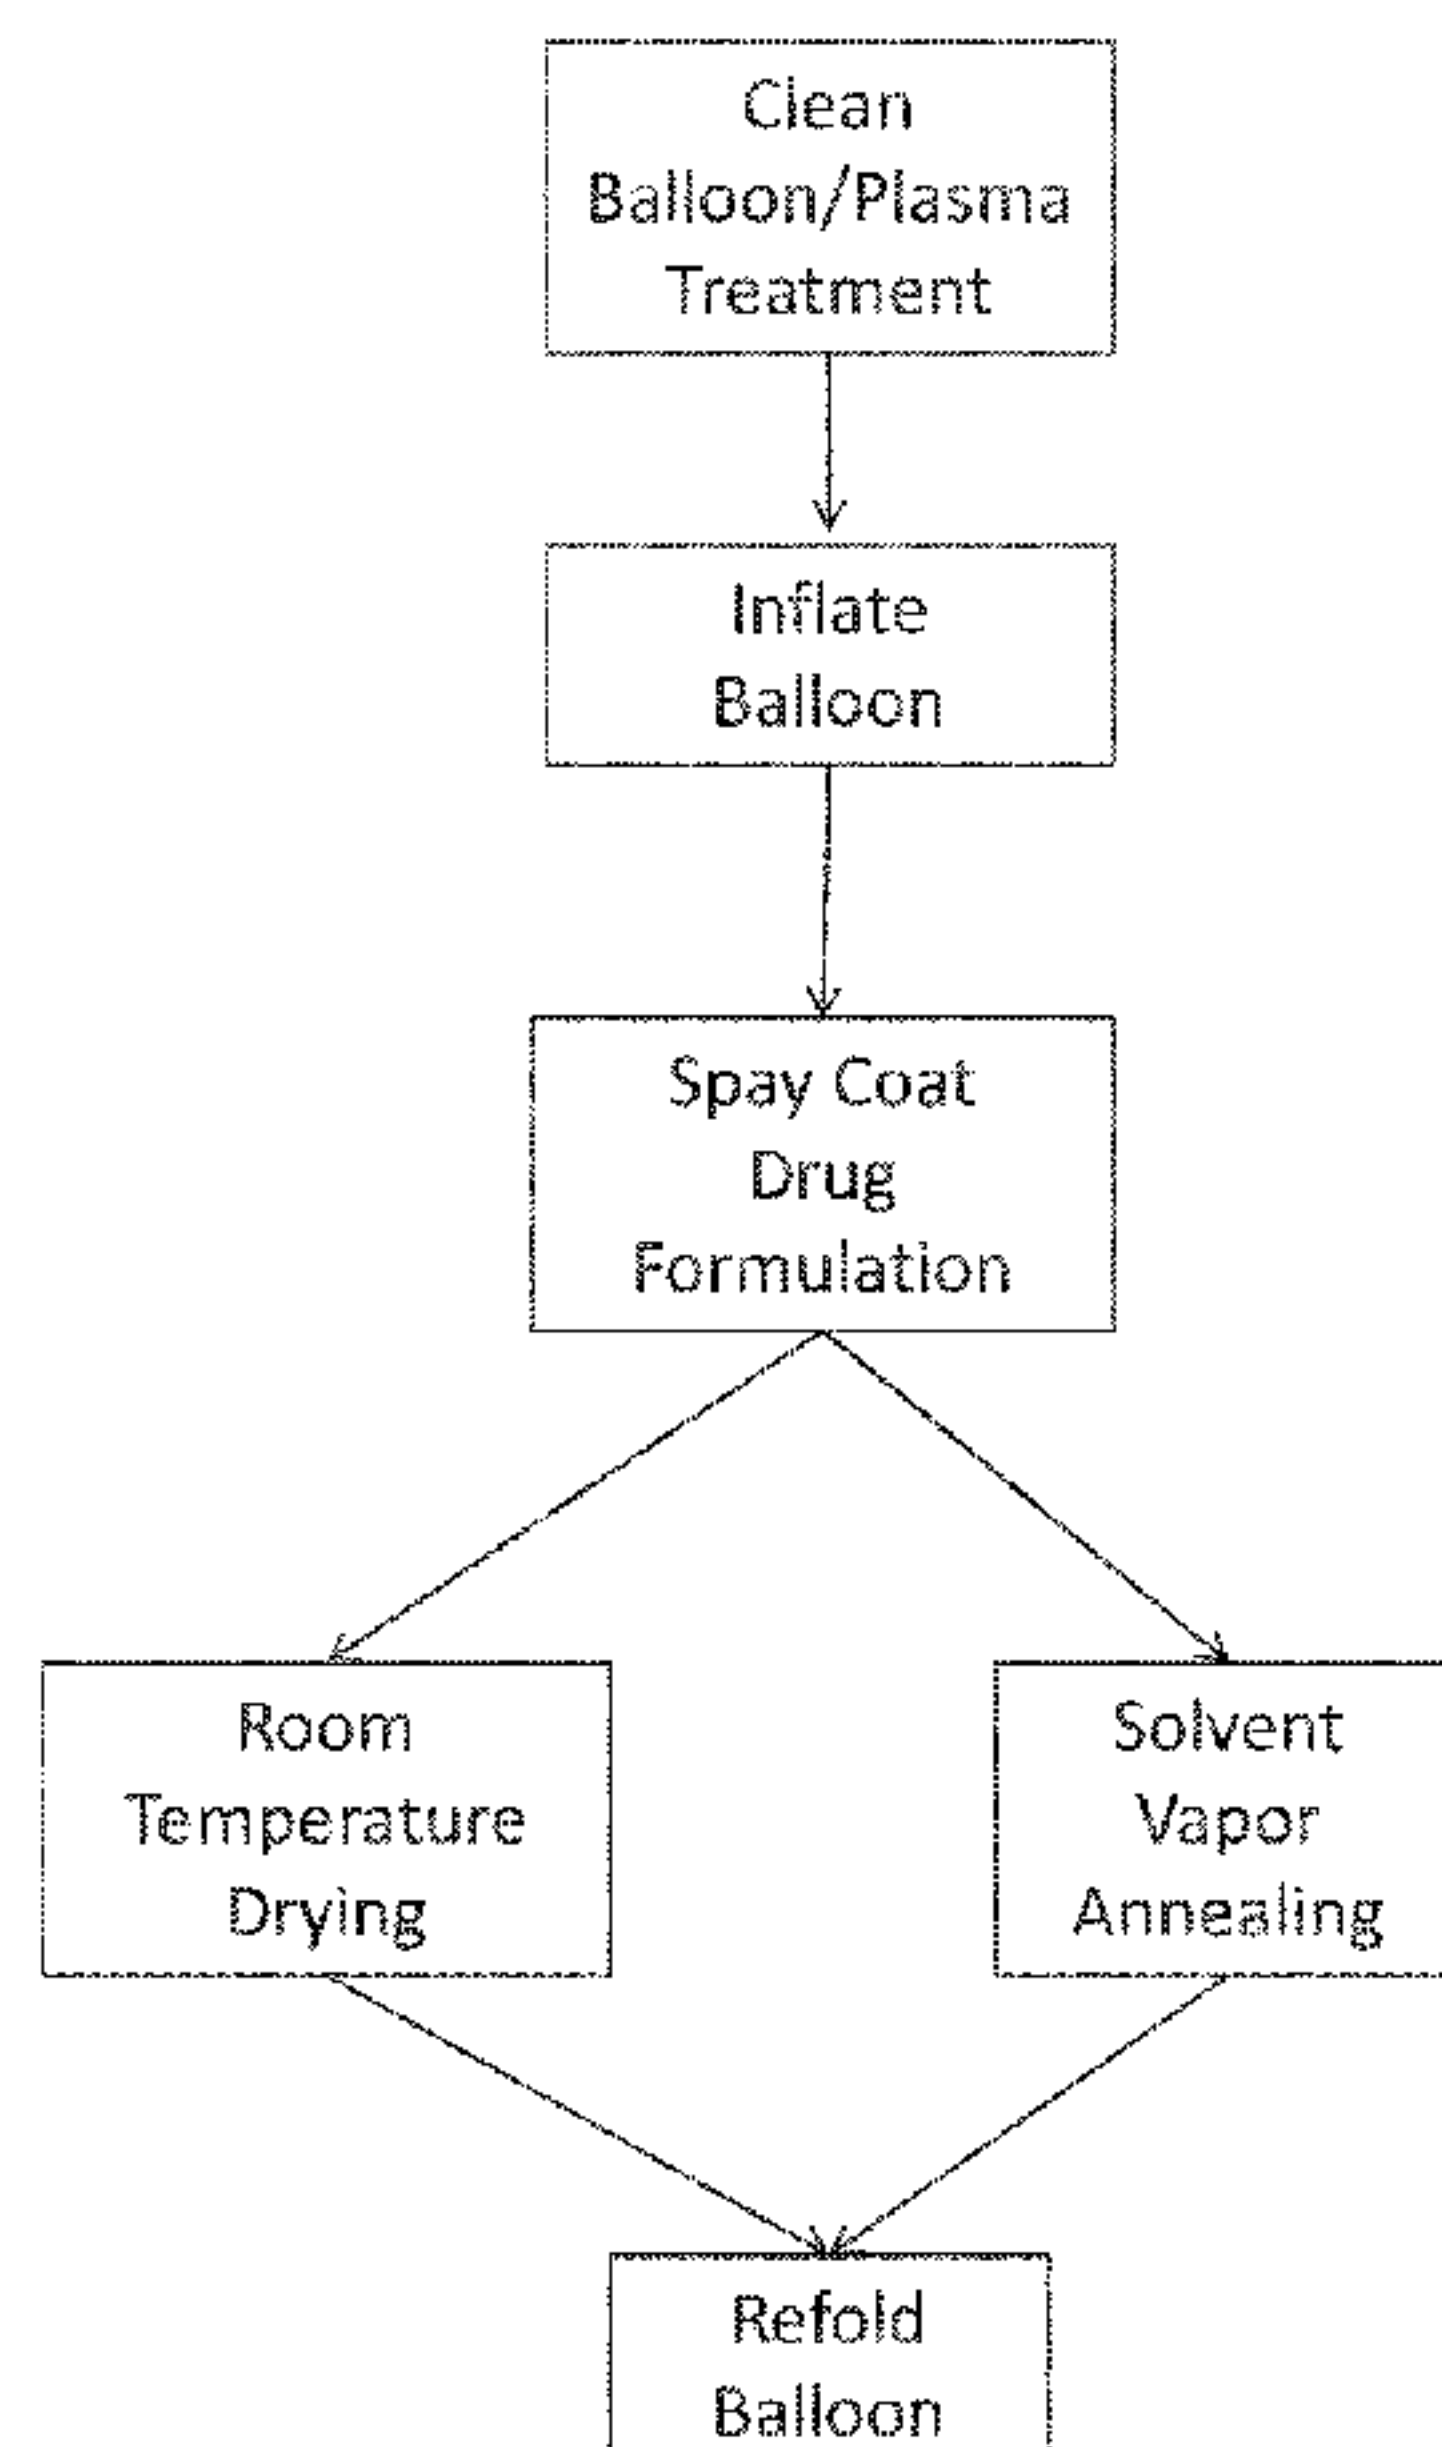 Clean
Balloon/Plasma
Treatment
Inflate
Balloon
Spay Coat
Drug
Formulation
Room
Temperature
Drying
Solvent
Vapor
Annealing
Refold
Balloon